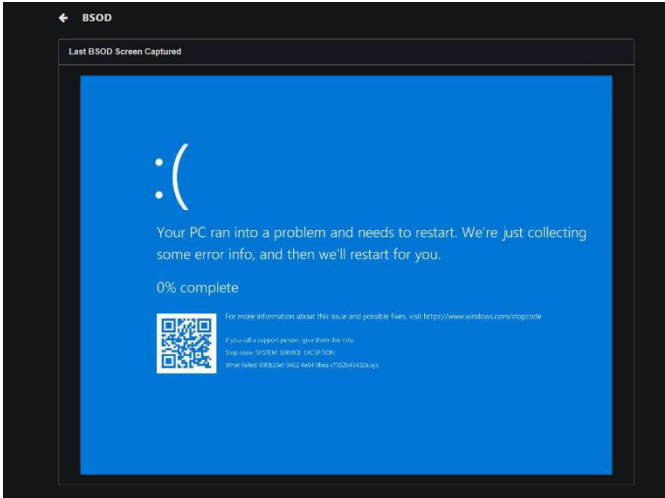 BSOD
Last BSOD Screen Captured
:(
Your PC ran into a problem and needs to restart. We're just collecting
some error info, and then we'll restart for you.
0% complete
For more information about this issue and possible fixes, visit https://www.windows.com/stopcode
If you call a support person, give them this info:
Stop code: SYSTEM SERVICE EXCEPTION
What failed: